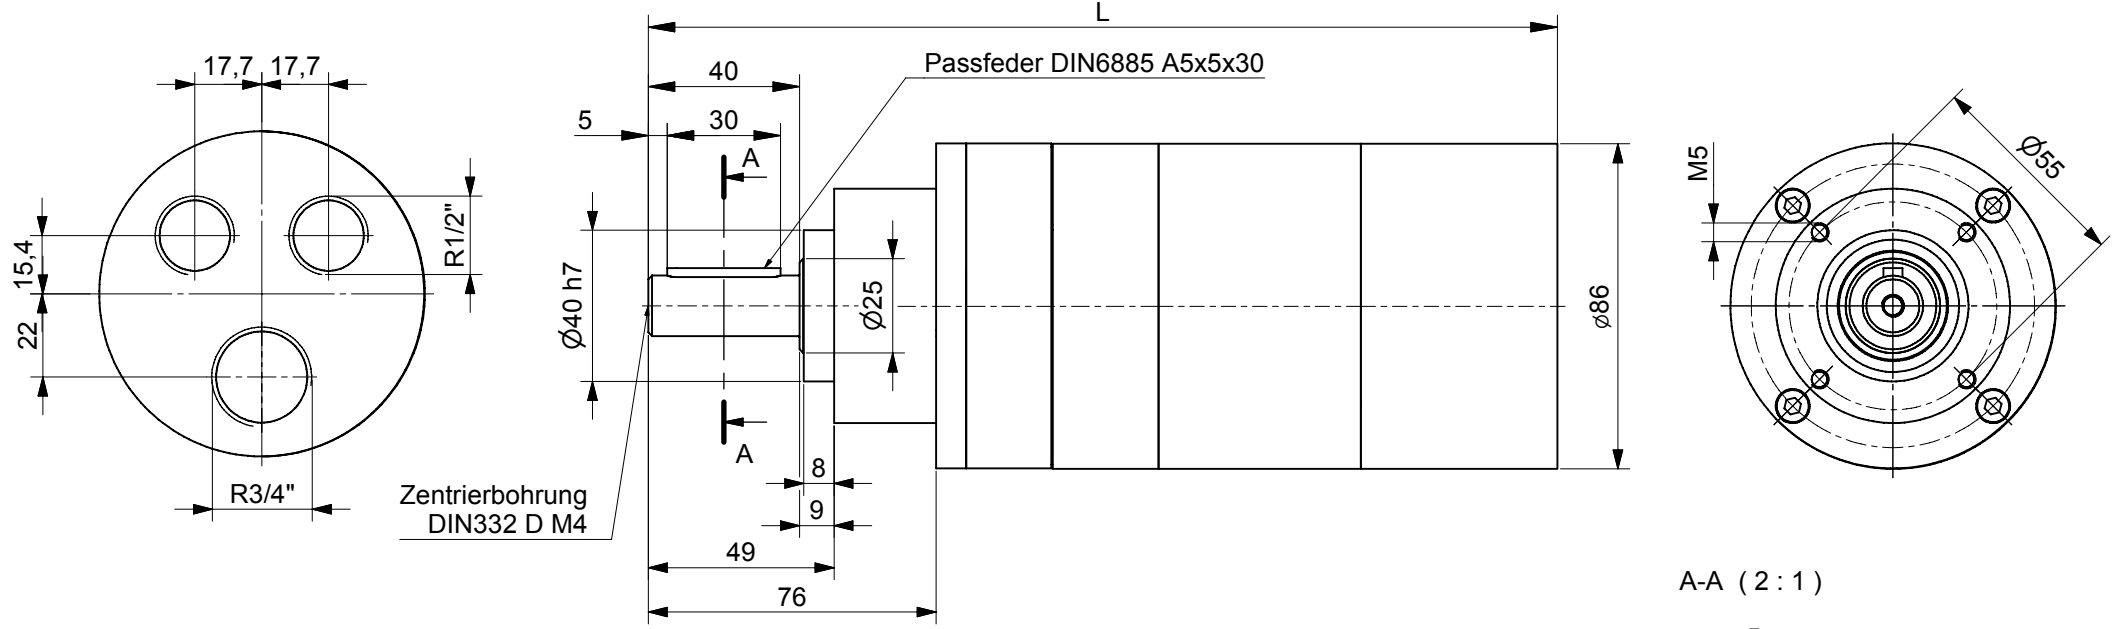 L
17,7
17,7
40
Passfeder DIN6885 A5x5x30
5
30
A
M5
Ø55
15,4
R1/2"
22
Ø40 h7
Ø25
Ø86
A
R3/4"
8
Zentrierbohrung
DIN332 D M4
9
49
76
A-A ( 2 : 1 )